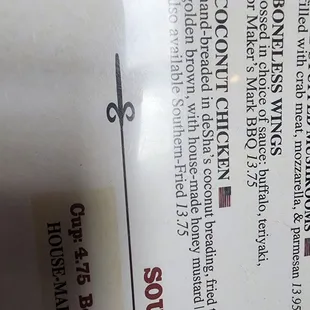 MUSHROOMS
filled with crab meat, mozzarella, & parmesan 13.95
BONELESS WINGS
tossed in choice of sauce: buffalo, teriyaki,
or Maker's Mark BBQ 13.75
COCONUT CHICKEN
hand-breaded in deSha's coconut breading, fried
golden brown, with house-made honey mustard |
also available Southern-Fried 13.75
SOU
Cup: 4.75 B
HOUSE-MA